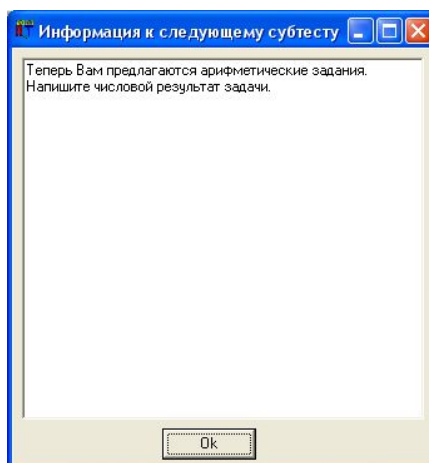 Информация к следующему субтесту
Теперь Вам предлагаются арифметические задания.
Напишите числовой результат задачи.
Ok